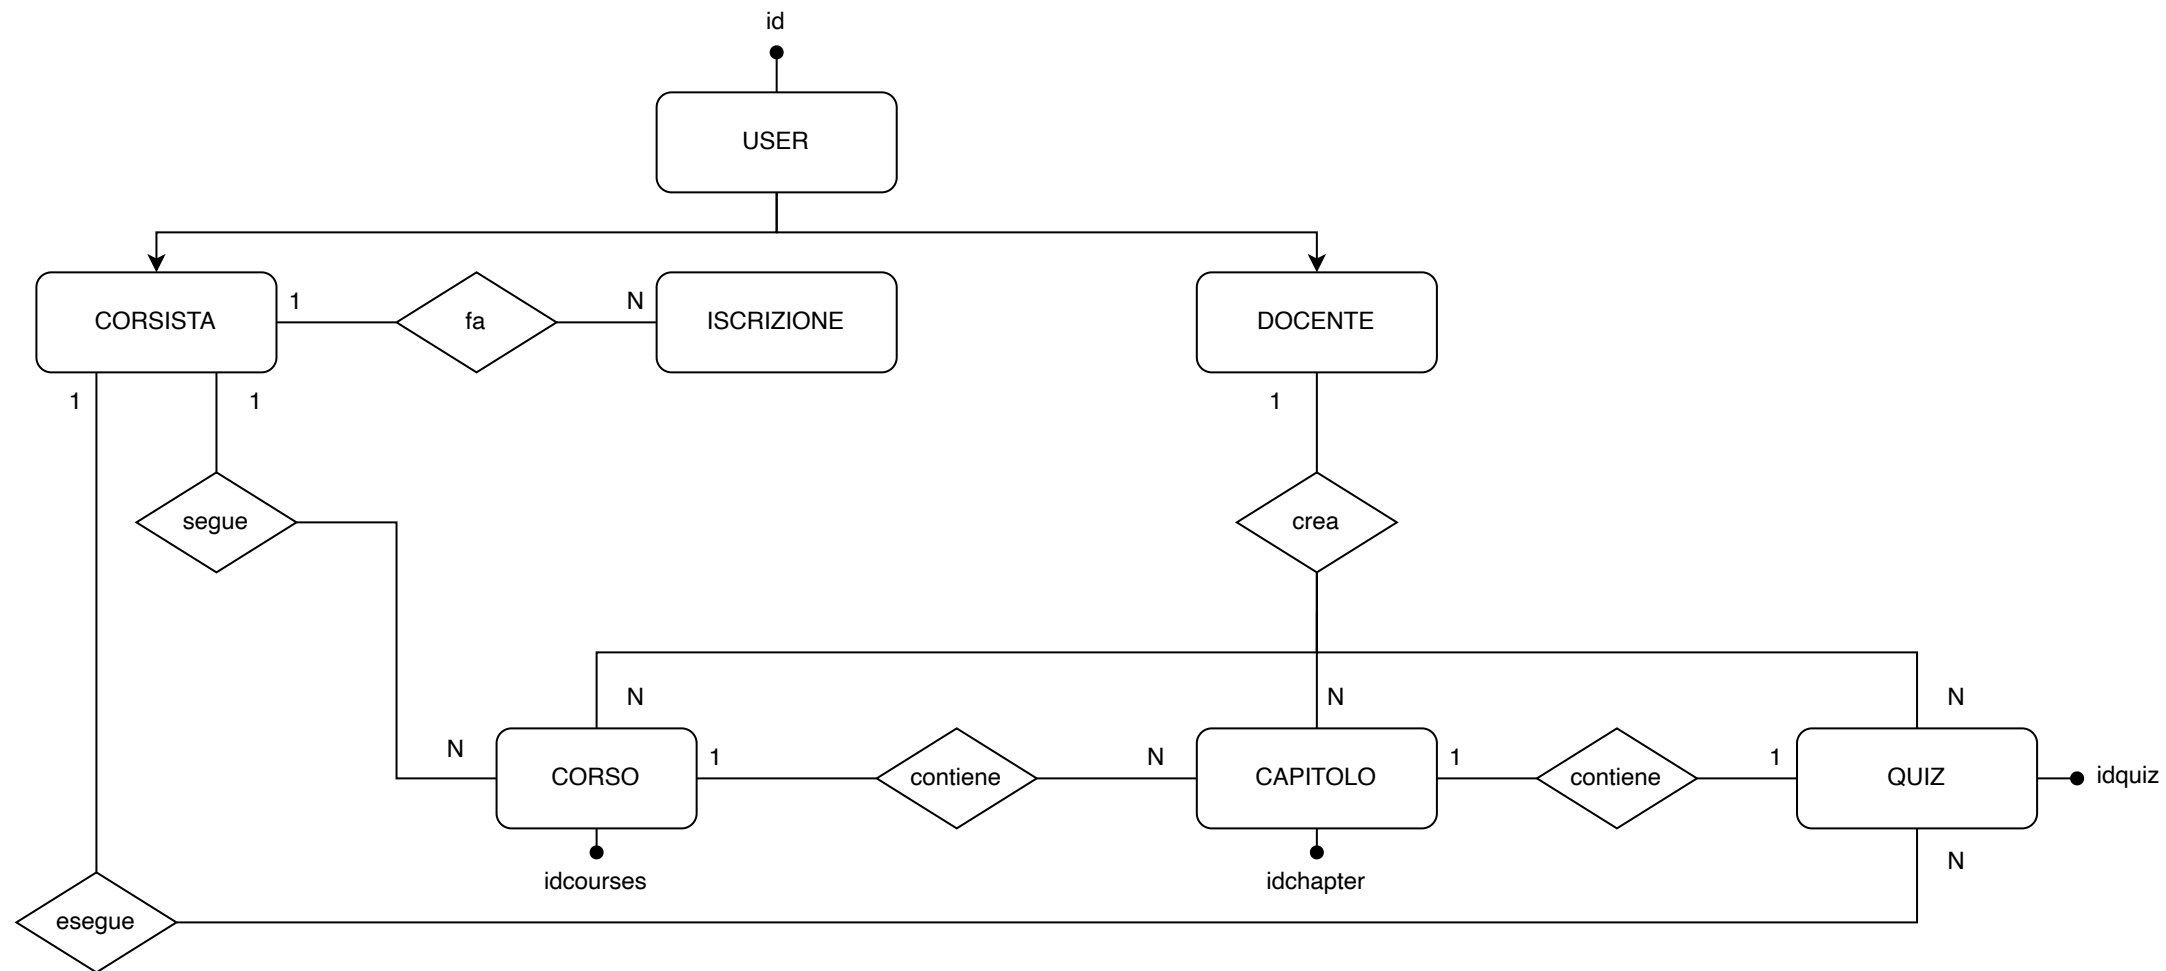 id
USER
CORSISTA
1
fa
N
ISCRIZIONE
DOCENTE
1
1
1
segue
crea
N
N
N
N
CORSO
1
contiene
N
CAPITOLO
1
contiene
1
QUIZ
idquiz
idcourses
idchapter
N
esegue